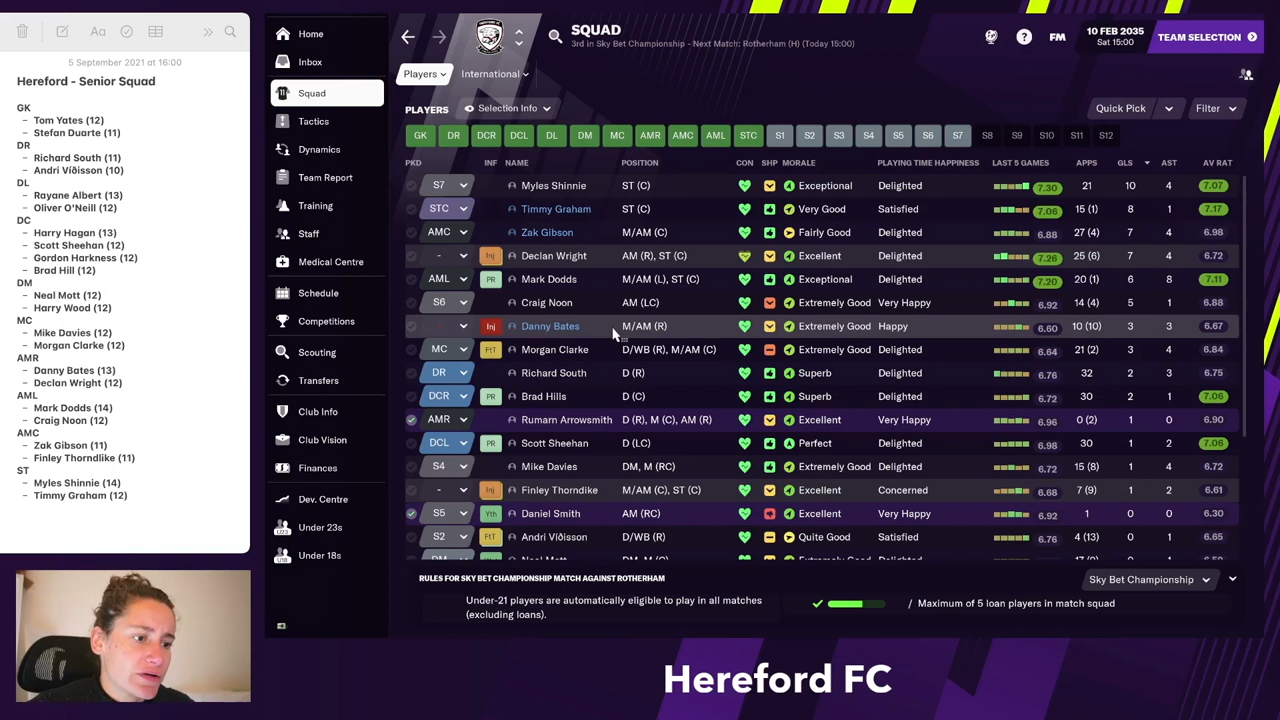 Aa
5 September 2021 at 16:00
Hereford - Senior Squad
GK
– Tom Yates (12)
– Stefan Duarte (11)
DR
– Richard South (11)
– Andri Víðisson (10)
DL
– Rayane Albert (13)
– Oliver O'Neill (12)
DC
– Harry Hagan (13)
– Scott Sheehan (12)
– Gordon Harkness (12)
– Brad Hill (12)
DM
– Neal Mott (12)
– Harry Wood (12)
MC
– Mike Davies (12)
– Morgan Clarke (12)
AMR
– Danny Bates (13)
– Declan Wright (12)
AML
– Mark Dodds (14)
– Craig Noon (12)
AMC
– Zak Gibson (11)
– Finley Thorndlike (11)
ST
– Myles Shinnie (14)
– Timmy Graham (12)
Home
Inbox
Squad
Tactics
Dynamics
Team Report
Training
Staff
Medical Centre
Schedule
Competitions
Scouting
Transfers
Club Info
Club Vision
Finances
Dev. Centre
Under 23s
Under 18s
SQUAD
3rd in Sky Bet Championship - Next Match: Rotherham (H) (Today 15:00)
FM
10 FEB 2035
Sat 15:00
TEAM SELECTION
Players
International
PLAYERS
Selection Info
Quick Pick
Filter
GK DR DCR DCL DL DM MC AMR AMC AML STC S1 S2 S3 S4 S5 S6 S7 S8 S9 S10 S11 S12
PKD INF NAME POSITION CON SHP MORALE PLAYING TIME HAPPINESS LAST 5 GAMES APPS GLS AST AV RAT
S7 Myles Shinnie ST (C) Exceptional Delighted 7.30 21 10 4 7.07
STC Timmy Graham ST (C) Very Good Satisfied 7.06 15 (1) 8 1 7.17
AMC Zak Gibson M/AM (C) Fairly Good Delighted 6.88 27 (4) 7 4 6.98
- Inj Declan Wright AM (R), ST (C) Excellent Delighted 7.26 25 (6) 7 4 6.72
AML PR Mark Dodds M/AM (L), ST (C) Exceptional Delighted 7.20 20 (1) 6 8 7.11
S6 Craig Noon AM (LC) Extremely Good Very Happy 6.92 14 (4) 5 1 6.88
- Inj Danny Bates M/AM (R) Extremely Good Happy 6.60 10 (10) 3 3 6.67
MC FtT Morgan Clarke D/WB (R), M/AM (C) Extremely Good Delighted 6.64 21 (2) 3 4 6.84
DR Richard South D (R) Superb Delighted 6.76 32 2 3 6.75
DCR PR Brad Hills D (C) Superb Delighted 6.72 30 2 1 7.06
AMR Rumarn Arrowsmith D (R), M (C), AM (R) Excellent Very Happy 6.96 0 (2) 1 0 6.90
DCL PR Scott Sheehan D (LC) Perfect Delighted 6.98 30 1 2 7.06
S4 Mike Davies DM, M (RC) Extremely Good Delighted 6.72 15 (8) 1 4 6.72
- Inj Finley Thorndike M/AM (C), ST (C) Excellent Concerned 6.68 7 (9) 1 2 6.61
S5 Yth Daniel Smith AM (RC) Excellent Very Happy 6.92 1 0 0 6.30
S2 FtT Andri Víðisson D/WB (R) Quite Good Satisfied 6.76 4 (13) 0 1 6.65
RULES FOR SKY BET CHAMPIONSHIP MATCH AGAINST ROTHERHAM
Sky Bet Championship
Under-21 players are automatically eligible to play in all matches
(excluding loans).
/ Maximum of 5 loan players in match squad
Hereford FC